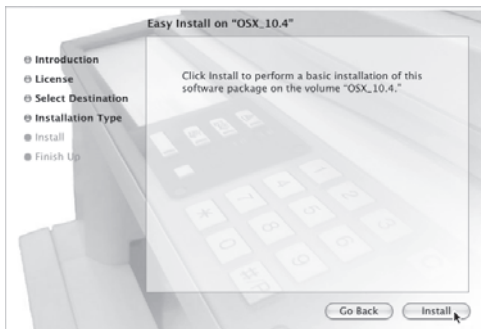 Easy Install on "OSX_10.4"
Introduction
License
Select Destination
Installation Type
Install
Finish Up
Click Install to perform a basic installation of this
software package on the volume "OSX_10.4."
Go Back
Install